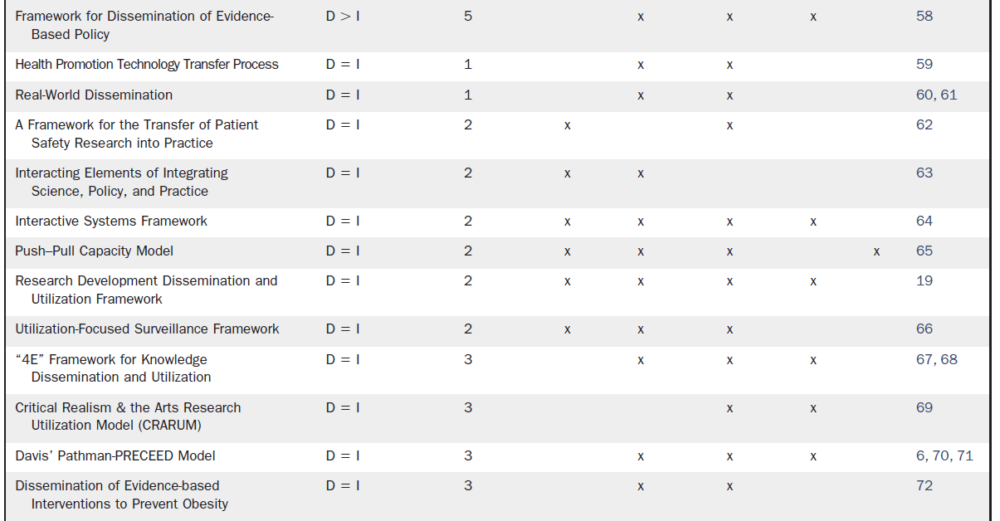 Framework for Dissemination of Evidence- D > I 5 x x x 58
Based Policy
Health Promotion Technology Transfer Process D = I 1 x x 59
Real-World Dissemination D = I 1 x x 60, 61
A Framework for the Transfer of Patient D = I 2 x x 62
Safety Research into Practice
Interacting Elements of Integrating D = I 2 x x 63
Science, Policy, and Practice
Interactive Systems Framework D = I 2 x x x x 64
Push–Pull Capacity Model D = I 2 x x x x 65
Research Development Dissemination and D = I 2 x x x x 19
Utilization Framework
Utilization-Focused Surveillance Framework D = I 2 x x x 66
“4E” Framework for Knowledge D = I 3 x x x 67, 68
Dissemination and Utilization
Critical Realism & the Arts Research D = I 3 x x 69
Utilization Model (CRARUM)
Davis’ Pathman-PRECEED Model D = I 3 x x x 6, 70, 71
Dissemination of Evidence-based D = I 3 x x 72
Interventions to Prevent Obesity